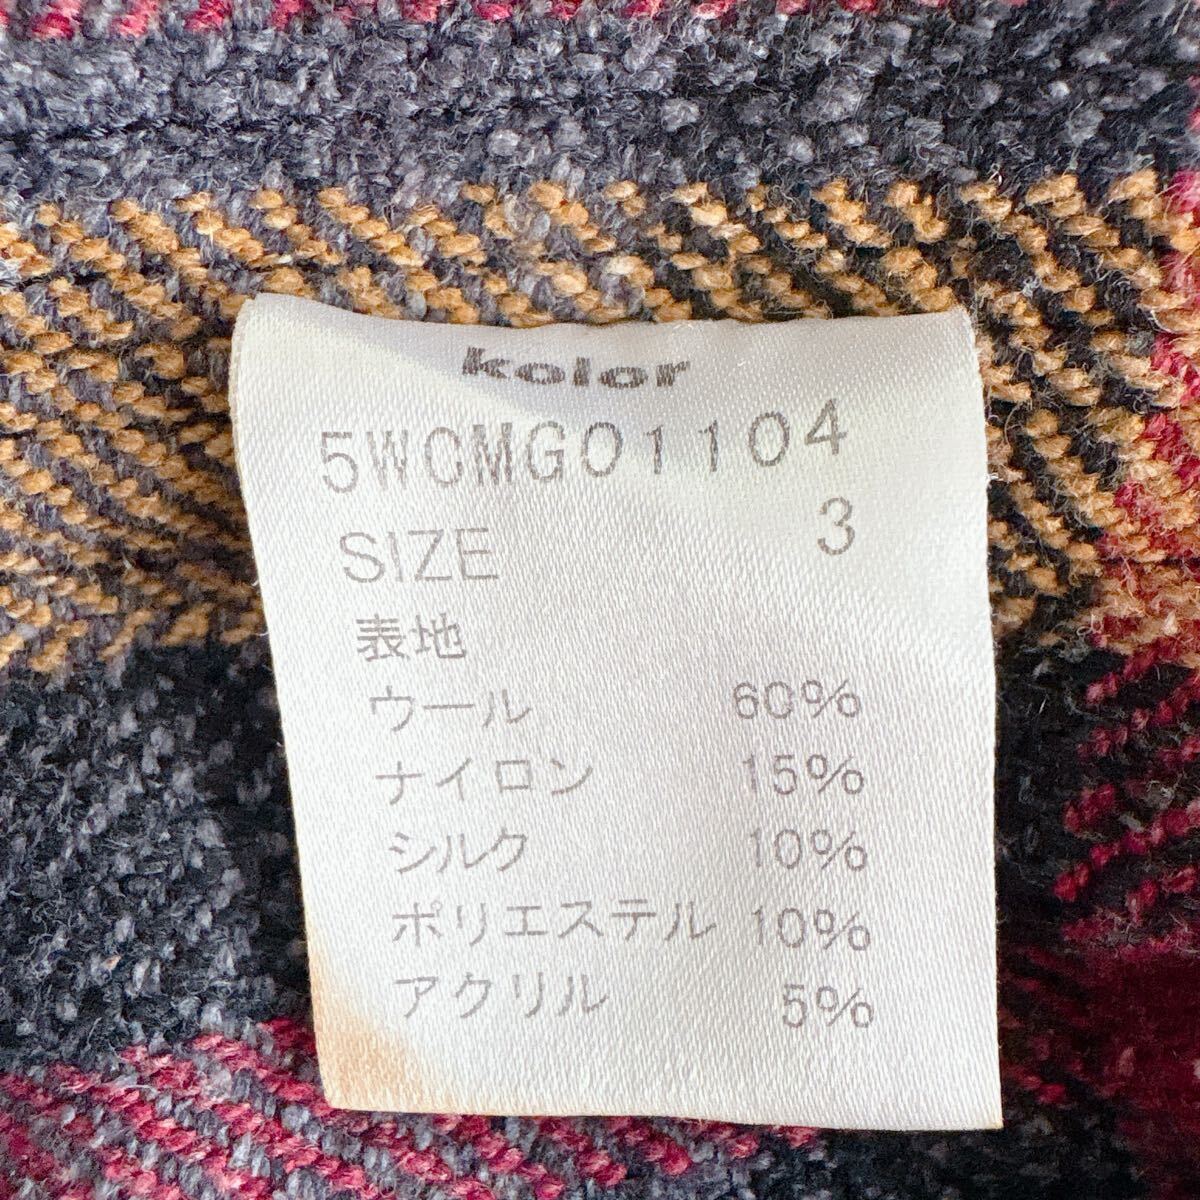 kolor
5WCMG01104
SIZE 3
表地
ウール 60%
ナイロン 15%
シルク 10%
ポリエステル 10%
アクリル 5%